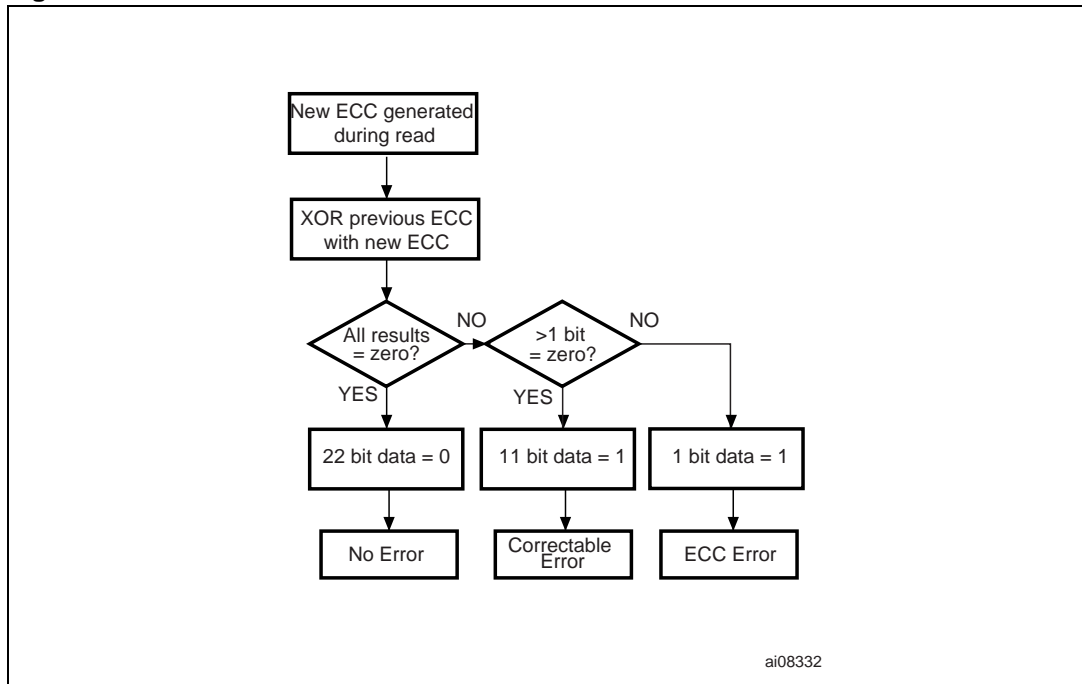 New ECC generated
during read
XOR previous ECC
with new ECC
All results
= zero?
NO
>1 bit
= zero?
NO
YES
YES
22 bit data = 0
11 bit data = 1
1 bit data = 1
No Error
Correctable
Error
ECC Error
ai08332